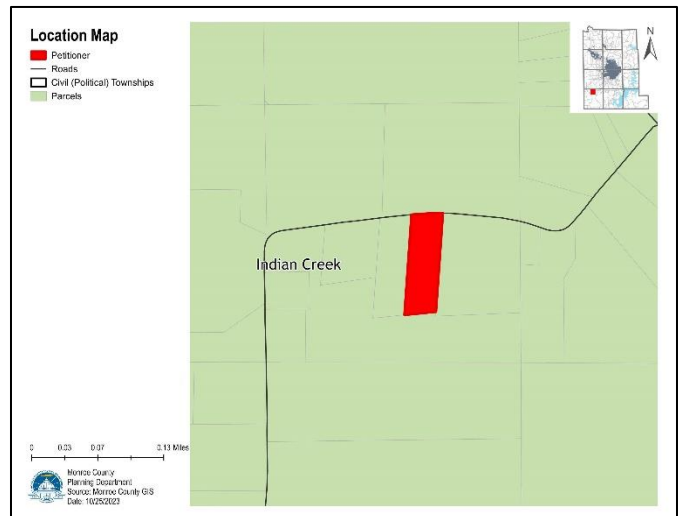 Location Map
Petitioner
Roads
Civil (Political) Townships
Parcels
N
Indian Creek
0 0.03 0.07 0.13 Miles
Monroe County
Planning Department
Source: Monroe County GIS
Date: 10/25/2023